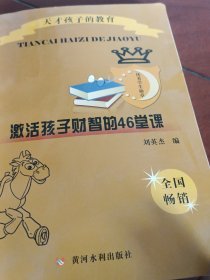 天才孩子的教育
TIANCAI HAIZI DE JIAOYU
激活孩子财智的46堂课
刘英杰 编
全国
畅销
黄河水利出版社